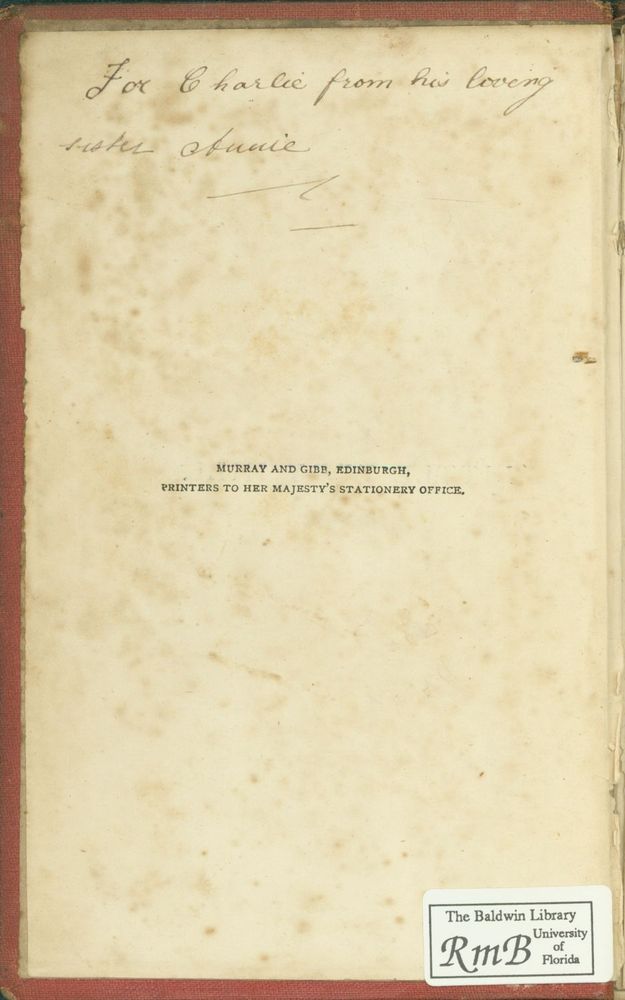 For Charlie from his loving
sister Annie
MURRAY AND GIBB, EDINBURGH,
PRINTERS TO HER MAJESTY'S STATIONERY OFFICE.
The Baldwin Library
RmB University
of
Florida